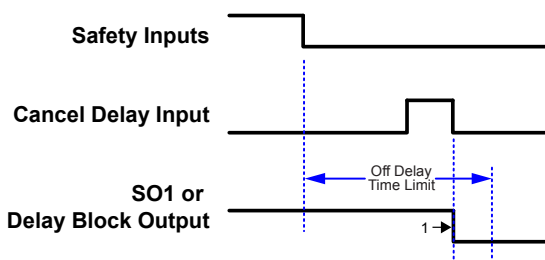 Safety Inputs
Cancel Delay Input
Off Delay
Time Limit
SO1 or
Delay Block Output
1